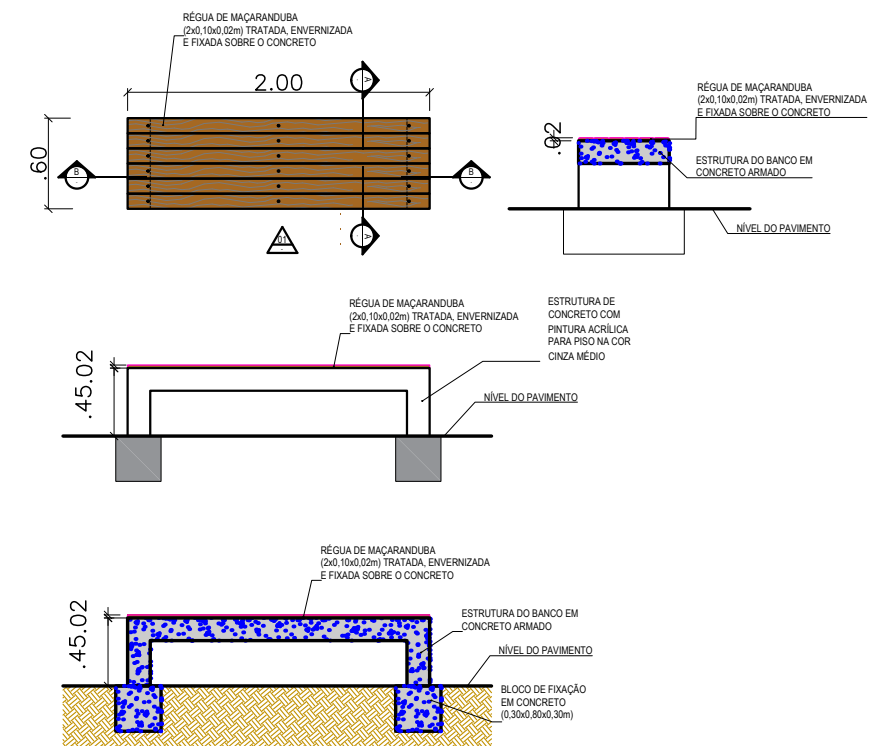 RÉGUA DE MAÇARANDUBA
(2x0,10x0,02m) TRATADA, ENVERNIZADA
E FIXADA SOBRE O CONCRETO
2.00
.60
A
A
B
B
01
RÉGUA DE MAÇARANDUBA
(2x0,10x0,02m) TRATADA, ENVERNIZADA
E FIXADA SOBRE O CONCRETO
.02
ESTRUTURA DO BANCO EM
CONCRETO ARMADO
NÍVEL DO PAVIMENTO
RÉGUA DE MAÇARANDUBA
(2x0,10x0,02m) TRATADA, ENVERNIZADA
E FIXADA SOBRE O CONCRETO
ESTRUTURA DE
CONCRETO COM
PINTURA ACRÍLICA
PARA PISO NA COR
CINZA MÉDIO
.45.02
NÍVEL DO PAVIMENTO
RÉGUA DE MAÇARANDUBA
(2x0,10x0,02m) TRATADA, ENVERNIZADA
E FIXADA SOBRE O CONCRETO
.45.02
ESTRUTURA DO BANCO EM
CONCRETO ARMADO
NÍVEL DO PAVIMENTO
BLOCO DE FIXAÇÃO
EM CONCRETO
(0,30x0,80x0,30m)